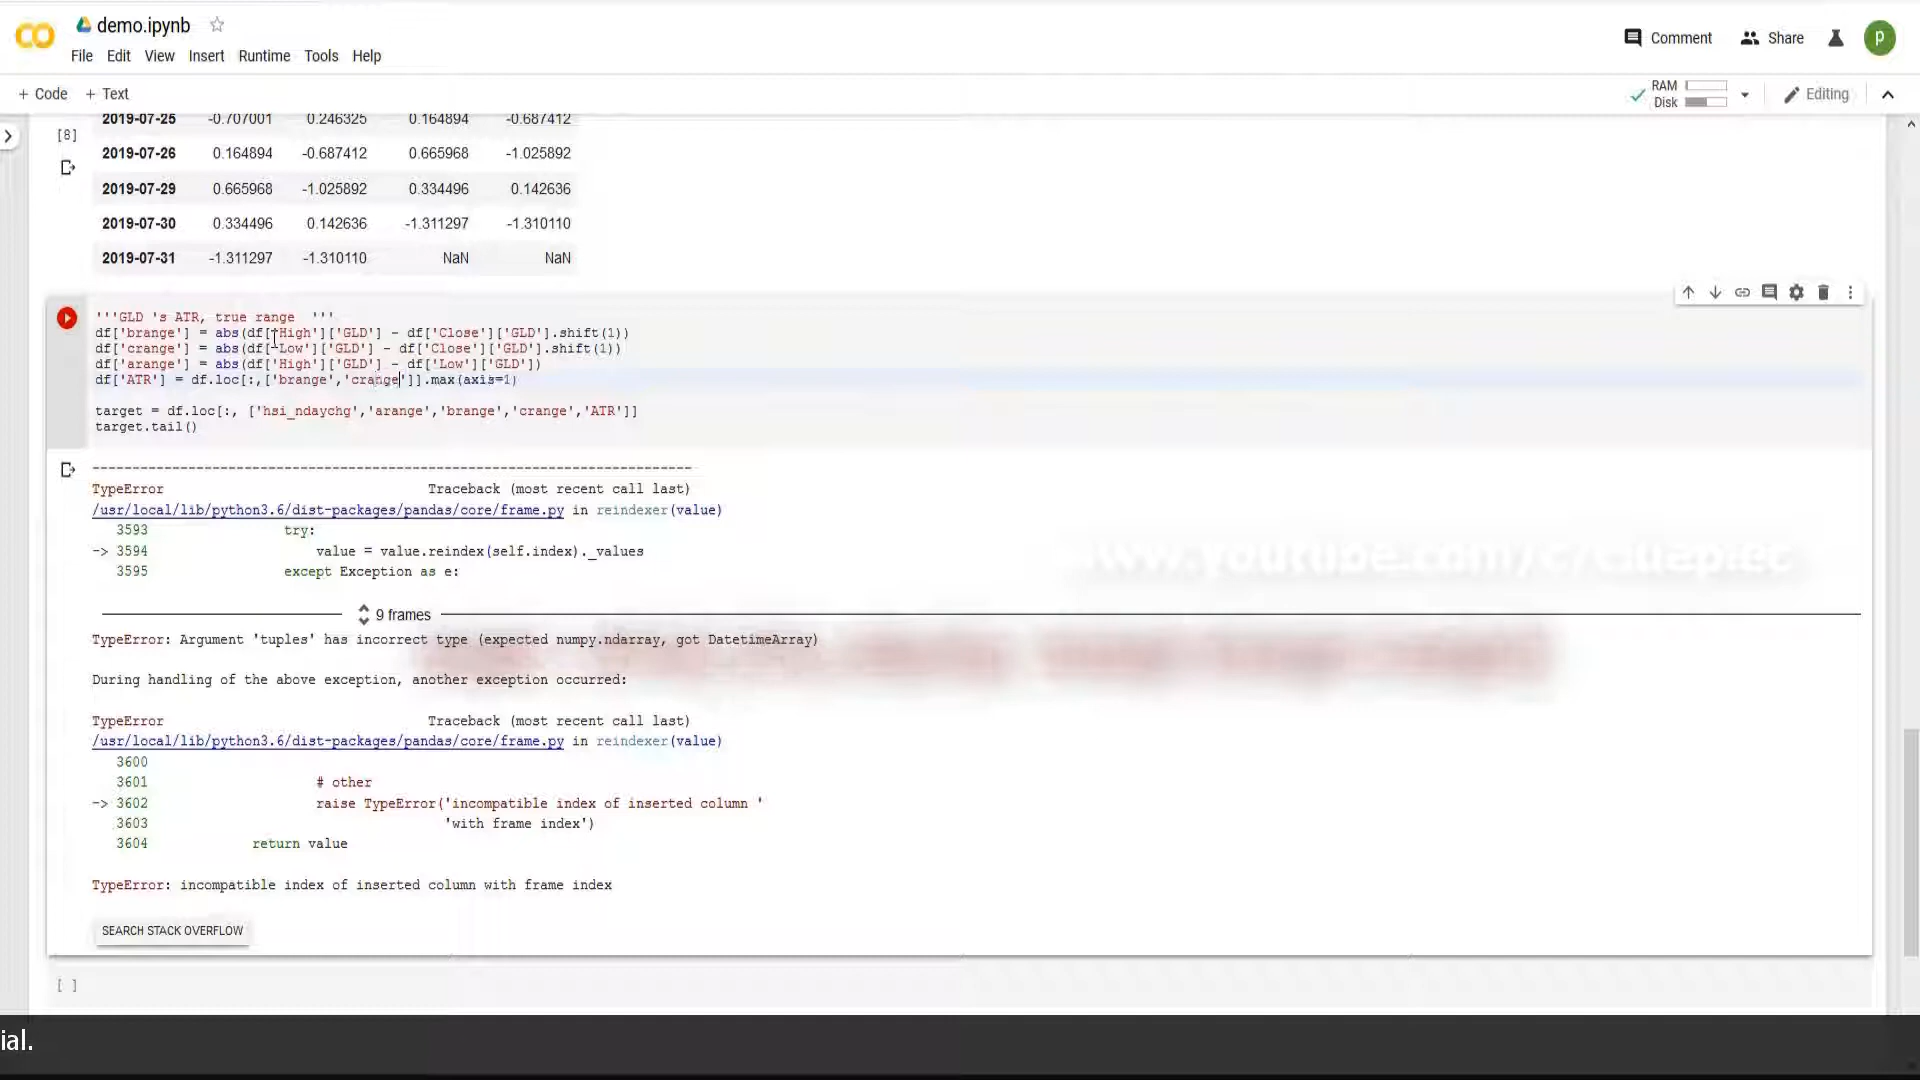 demo.ipynb
File Edit View Insert Runtime Tools Help
Comment
Share
p
+ Code + Text
RAM
Disk
Editing
[8]
2019-07-25 -0.707001 0.246325 0.164894 -0.687412
2019-07-26 0.164894 -0.687412 0.665968 -1.025892
2019-07-29 0.665968 -1.025892 0.334496 0.142636
2019-07-30 0.334496 0.142636 -1.311297 -1.310110
2019-07-31 -1.311297 -1.310110 NaN NaN
'''GLD 's ATR, true range '''
df['brange'] = abs(df['High']['GLD'] - df['Close']['GLD'].shift(1))
df['crange'] = abs(df['Low']['GLD'] - df['Close']['GLD'].shift(1))
df['arange'] = abs(df['High']['GLD'] - df['Low']['GLD'])
df['ATR'] = df.loc[:,['brange','crange']].max(axis=1)
target = df.loc[:, ['hsi_ndaychg','arange','brange','crange','ATR']]
target.tail()
---------------------------------------------------------------------------
TypeError Traceback (most recent call last)
/usr/local/lib/python3.6/dist-packages/pandas/core/frame.py in reindexer(value)
3593 try:
-> 3594 value = value.reindex(self.index)._values
3595 except Exception as e:
9 frames
TypeError: Argument 'tuples' has incorrect type (expected numpy.ndarray, got DatetimeArray)
During handling of the above exception, another exception occurred:
TypeError Traceback (most recent call last)
/usr/local/lib/python3.6/dist-packages/pandas/core/frame.py in reindexer(value)
3600
3601 # other
-> 3602 raise TypeError('incompatible index of inserted column '
3603 'with frame index')
3604 return value
TypeError: incompatible index of inserted column with frame index
SEARCH STACK OVERFLOW
[ ]
ial.